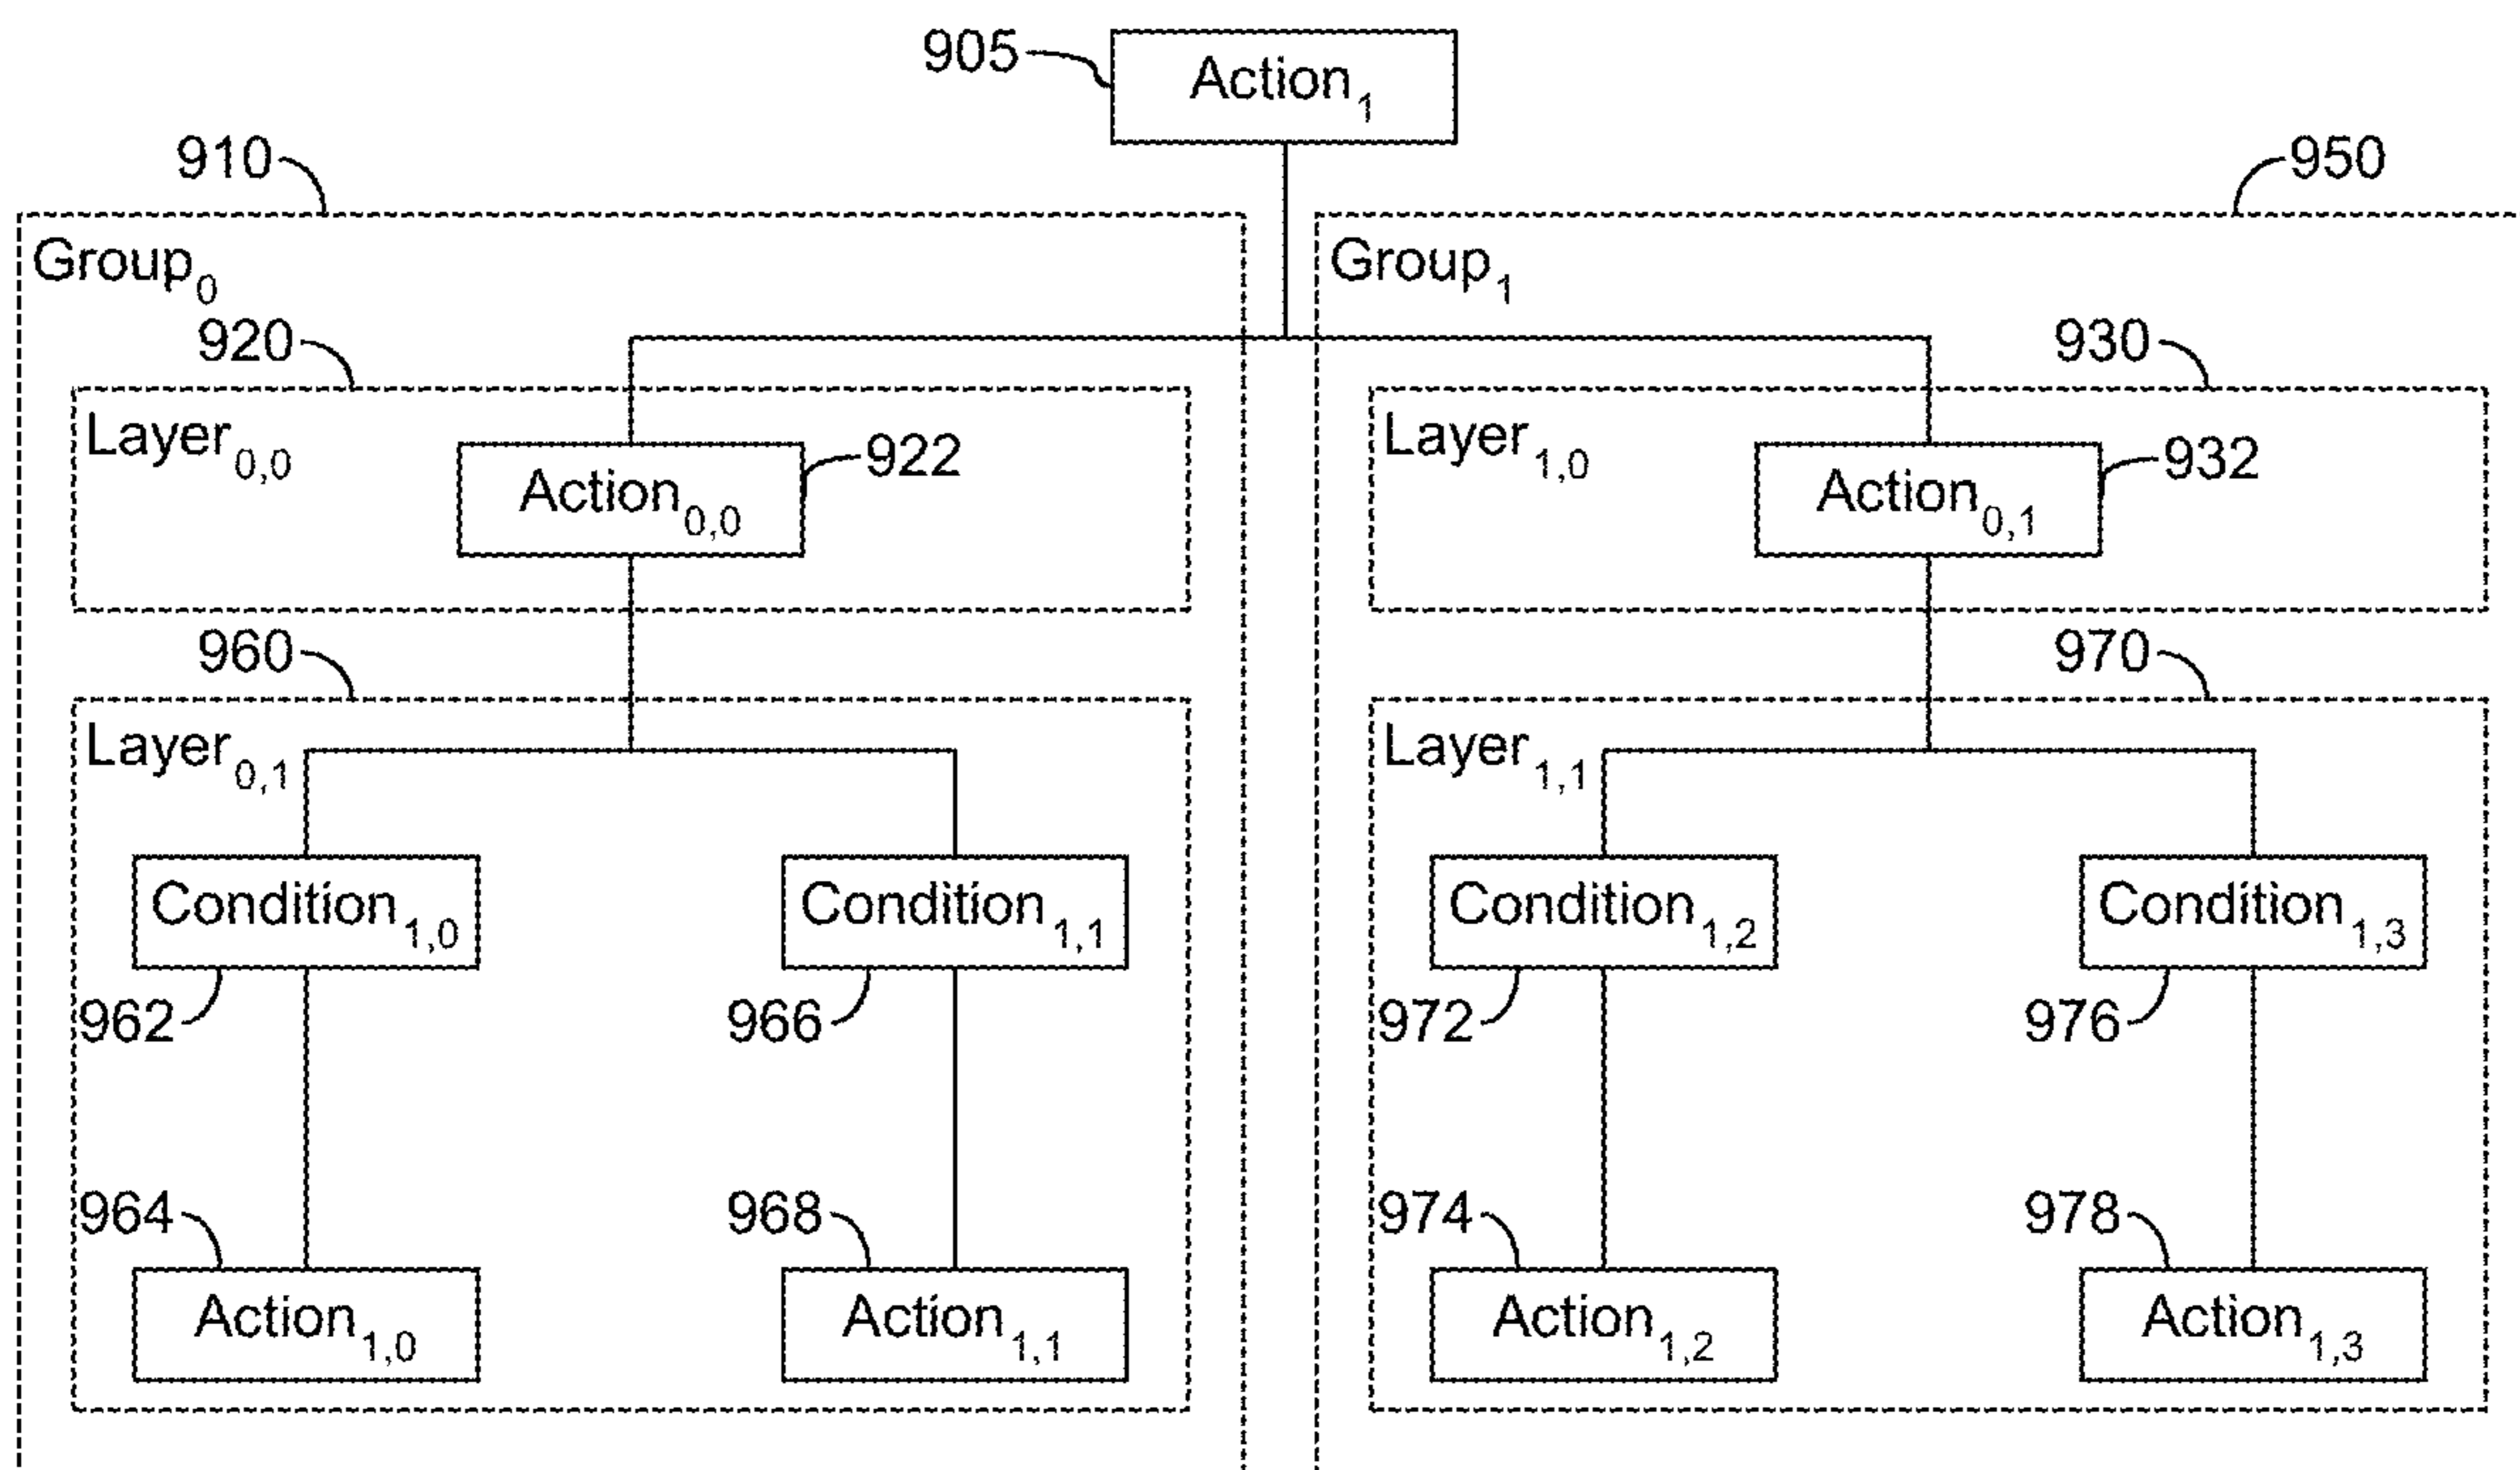 905
Action1
910
950
Group0
Group1
920
930
Layer0,0
922
Layer1,0
932
Action0,0
Action0,1
960
970
Layer0,1
Layer1,1
Condition1,0
Condition1,1
Condition1,2
Condition1,3
962
966
972
976
964
968
974
978
Action1,0
Action1,1
Action1,2
Action1,3